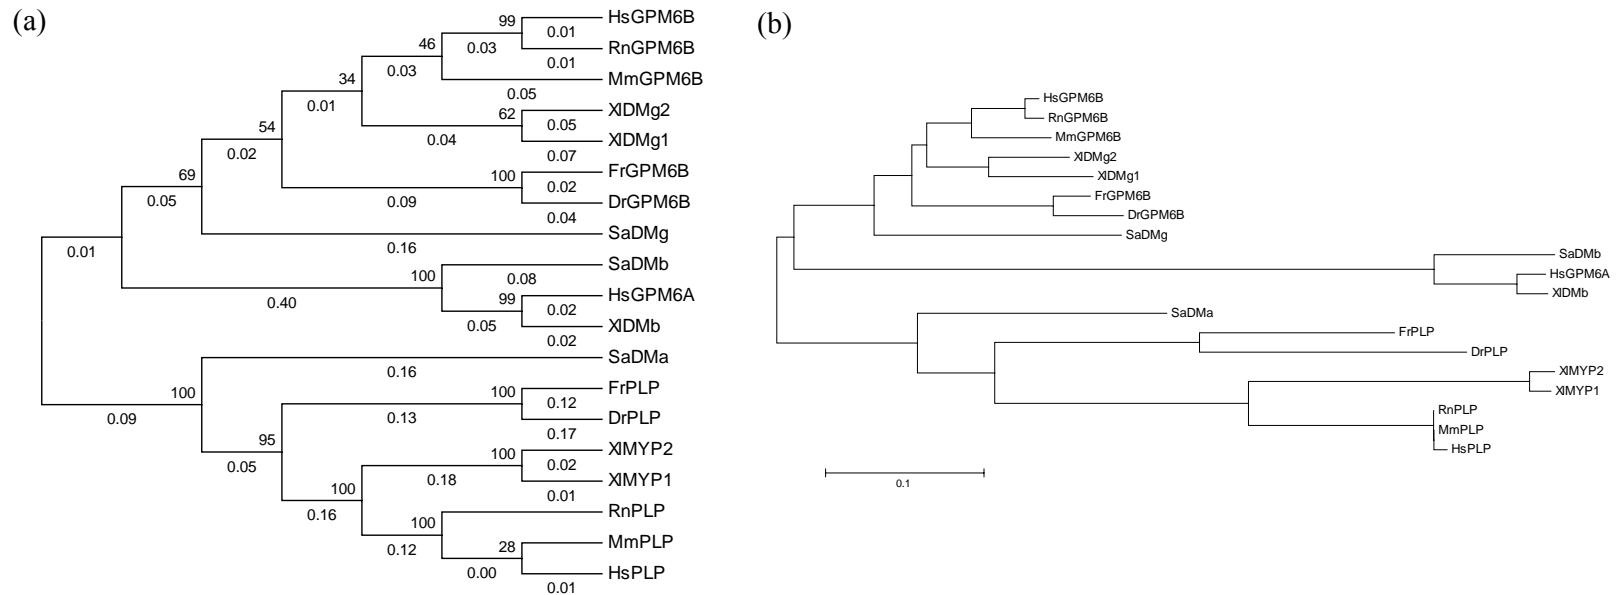 (a)
99
HsGPM6B
0.01
46
0.03
RnGPM6B
0.01
34
0.03
MmGPM6B
0.05
0.01
62
XlDMg2
0.05
54
0.04
XlDMg1
0.07
0.02
100
FrGPM6B
0.02
69
0.09
DrGPM6B
0.04
0.05
SaDMg
0.16
0.01
100
SaDMb
0.08
0.40
99
HsGPM6A
0.02
0.05
XlDMb
0.02
SaDMa
0.16
100
0.09
100
FrPLP
0.12
0.13
DrPLP
0.17
95
0.05
100
XlMYP2
0.02
0.18
XlMYP1
0.01
100
0.16
RnPLP
100
0.12
28
MmPLP
0.00
HsPLP
0.01
(b)
HsGPM6B
RnGPM6B
MmGPM6B
XlDMg2
XlDMg1
FrGPM6B
DrGPM6B
SaDMg
SaDMb
HsGPM6A
XlDMb
SaDMa
FrPLP
DrPLP
XlMYP2
XlMYP1
RnPLP
MmPLP
HsPLP
0.1